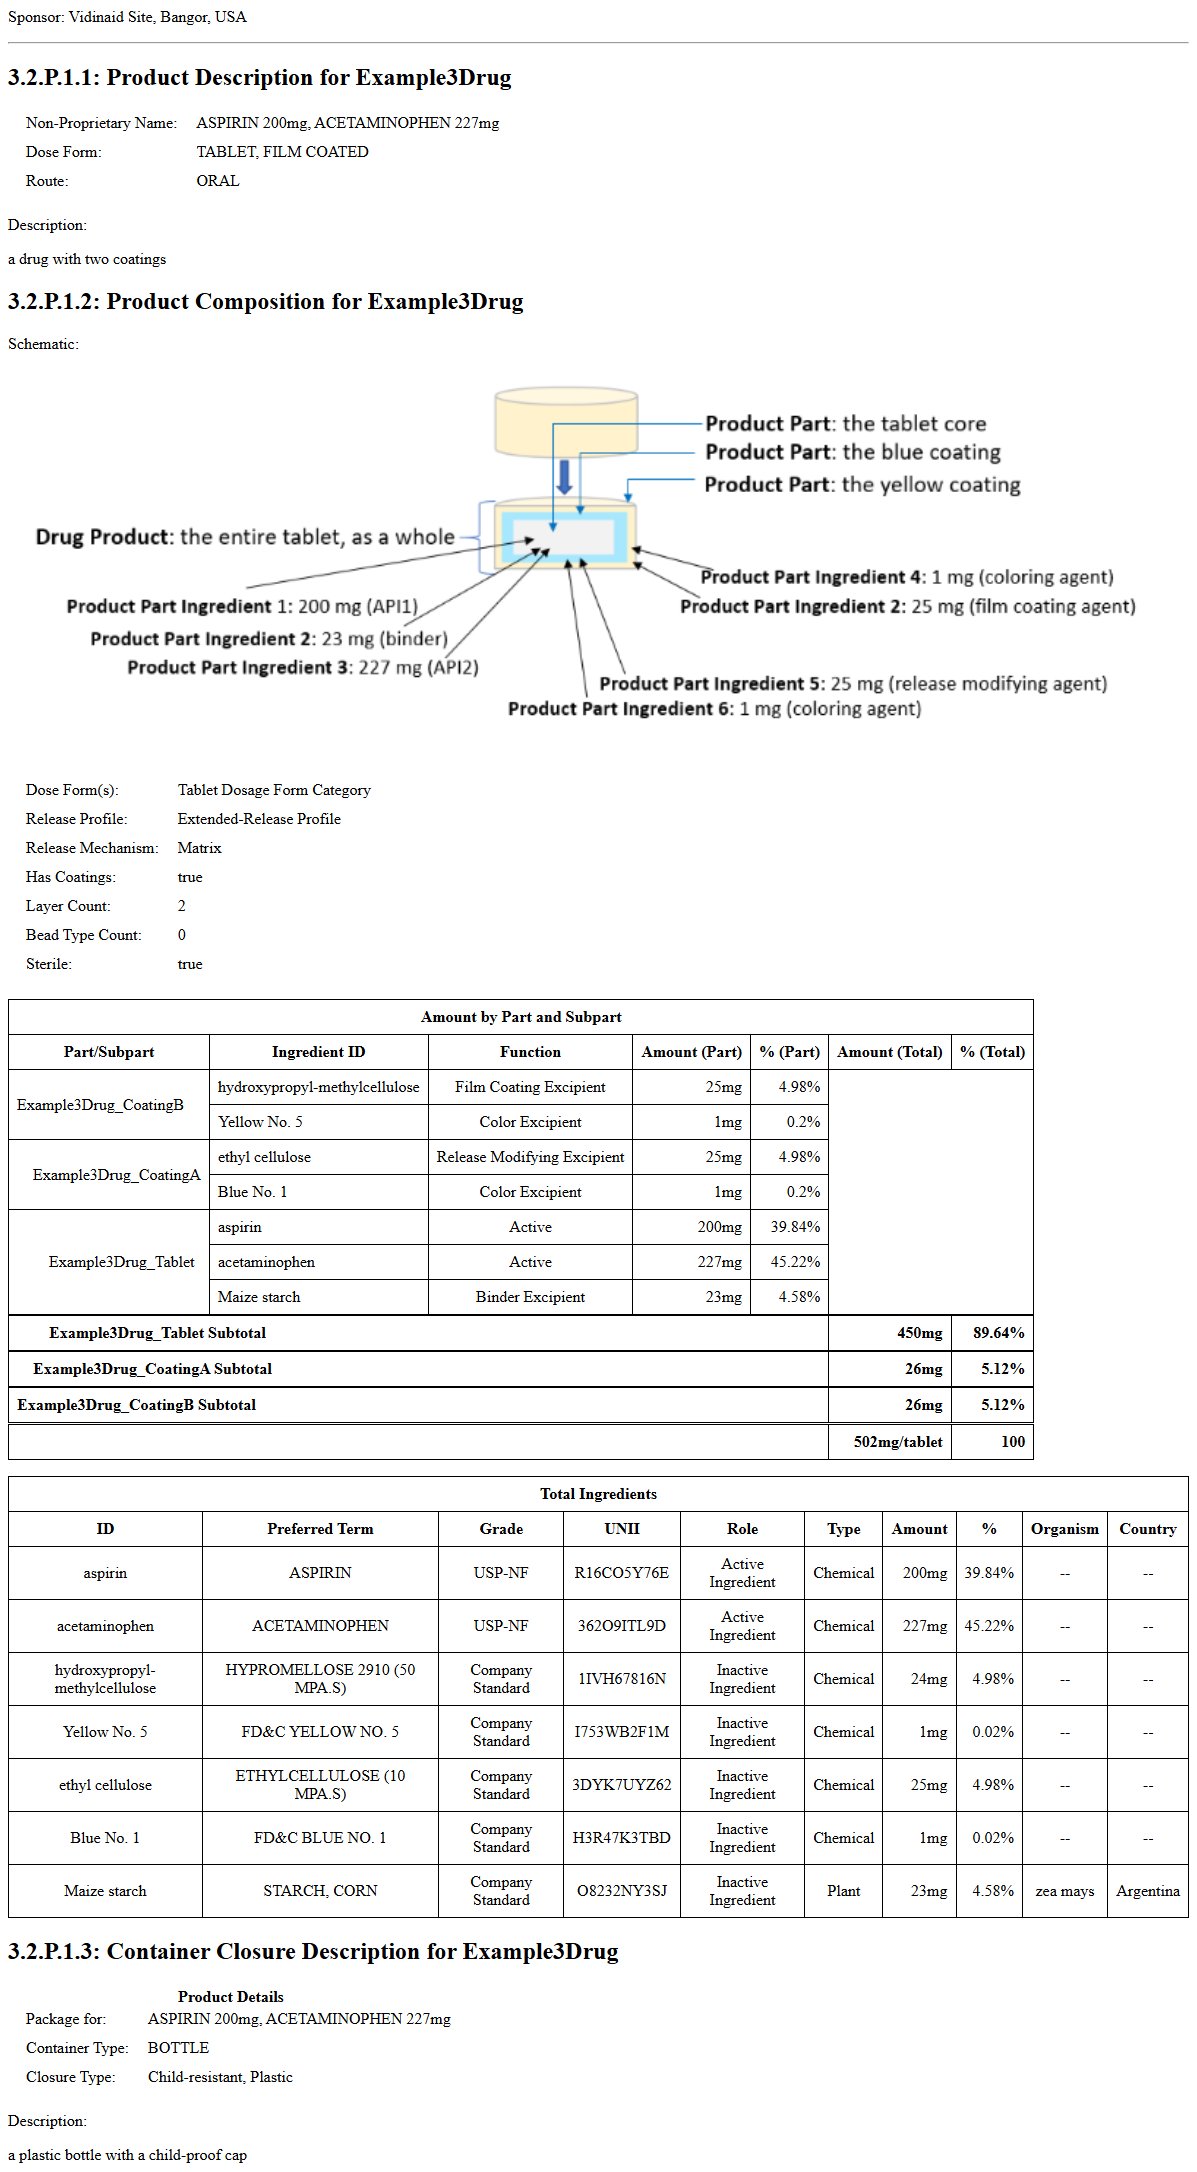 Sponsor: Vidinaid Site, Bangor, USA
3.2.P.1.1: Product Description for Example3Drug
Non-Proprietary Name: ASPIRIN 200mg, ACETAMINOPHEN 227mg
Dose Form: TABLET, FILM COATED
Route: ORAL
Description:
a drug with two coatings
3.2.P.1.2: Product Composition for Example3Drug
Schematic:
Product Part: the tablet core
Product Part: the blue coating
Product Part: the yellow coating
Drug Product: the entire tablet, as a whole
Product Part Ingredient 4: 1 mg (coloring agent)
Product Part Ingredient 1: 200 mg (API1)
Product Part Ingredient 2: 25 mg (film coating agent)
Product Part Ingredient 2: 23 mg (binder)
Product Part Ingredient 3: 227 mg (API2)
Product Part Ingredient 5: 25 mg (release modifying agent)
Product Part Ingredient 6: 1 mg (coloring agent)
Dose Form(s): Tablet Dosage Form Category
Release Profile: Extended-Release Profile
Release Mechanism: Matrix
Has Coatings: true
Layer Count: 2
Bead Type Count: 0
Sterile: true
Amount by Part and Subpart
Part/Subpart Ingredient ID Function Amount (Part) % (Part) Amount (Total) % (Total)
Example3Drug_CoatingB hydroxypropyl-methylcellulose Film Coating Excipient 25mg 4.98%
Yellow No. 5 Color Excipient 1mg 0.2%
Example3Drug_CoatingA ethyl cellulose Release Modifying Excipient 25mg 4.98%
Blue No. 1 Color Excipient 1mg 0.2%
Example3Drug_Tablet aspirin Active 200mg 39.84%
acetaminophen Active 227mg 45.22%
Maize starch Binder Excipient 23mg 4.58%
Example3Drug_Tablet Subtotal 450mg 89.64%
Example3Drug_CoatingA Subtotal 26mg 5.12%
Example3Drug_CoatingB Subtotal 26mg 5.12%
502mg/tablet 100
Total Ingredients
ID Preferred Term Grade UNII Role Type Amount % Organism Country
aspirin ASPIRIN USP-NF R16CO5Y76E Active Ingredient Chemical 200mg 39.84% -- --
acetaminophen ACETAMINOPHEN USP-NF 362O9ITL9D Active Ingredient Chemical 227mg 45.22% -- --
hydroxypropyl-methylcellulose HYPROMELLOSE 2910 (50 MPA.S) Company Standard 1IVH67816N Inactive Ingredient Chemical 24mg 4.98% -- --
Yellow No. 5 FD&C YELLOW NO. 5 Company Standard I753WB2F1M Inactive Ingredient Chemical 1mg 0.02% -- --
ethyl cellulose ETHYLCELLULOSE (10 MPA.S) Company Standard 3DYK7UYZ62 Inactive Ingredient Chemical 25mg 4.98% -- --
Blue No. 1 FD&C BLUE NO. 1 Company Standard H3R47K3TBD Inactive Ingredient Chemical 1mg 0.02% -- --
Maize starch STARCH, CORN Company Standard O8232NY3SJ Inactive Ingredient Plant 23mg 4.58% zea mays Argentina
3.2.P.1.3: Container Closure Description for Example3Drug
Product Details
Package for: ASPIRIN 200mg, ACETAMINOPHEN 227mg
Container Type: BOTTLE
Closure Type: Child-resistant, Plastic
Description:
a plastic bottle with a child-proof cap